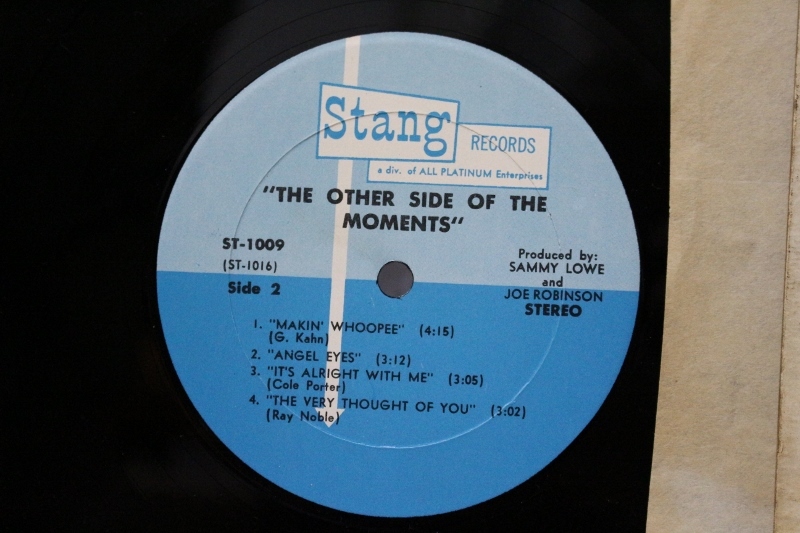 Stang
RECORDS
a div. of ALL PLATINUM Enterprises
"THE OTHER SIDE OF THE
MOMENTS"
ST-1009
(ST-1016)
Side 2
Produced by:
SAMMY LOWE
and
JOE ROBINSON
STEREO
1. "MAKIN' WHOOPEE" (4:15)
(G. Kahn)
2. "ANGEL EYES" (3:12)
3. "IT'S ALRIGHT WITH ME" (3:05)
(Cole Porter)
4. "THE VERY THOUGHT OF YOU" (3:02)
(Ray Noble)